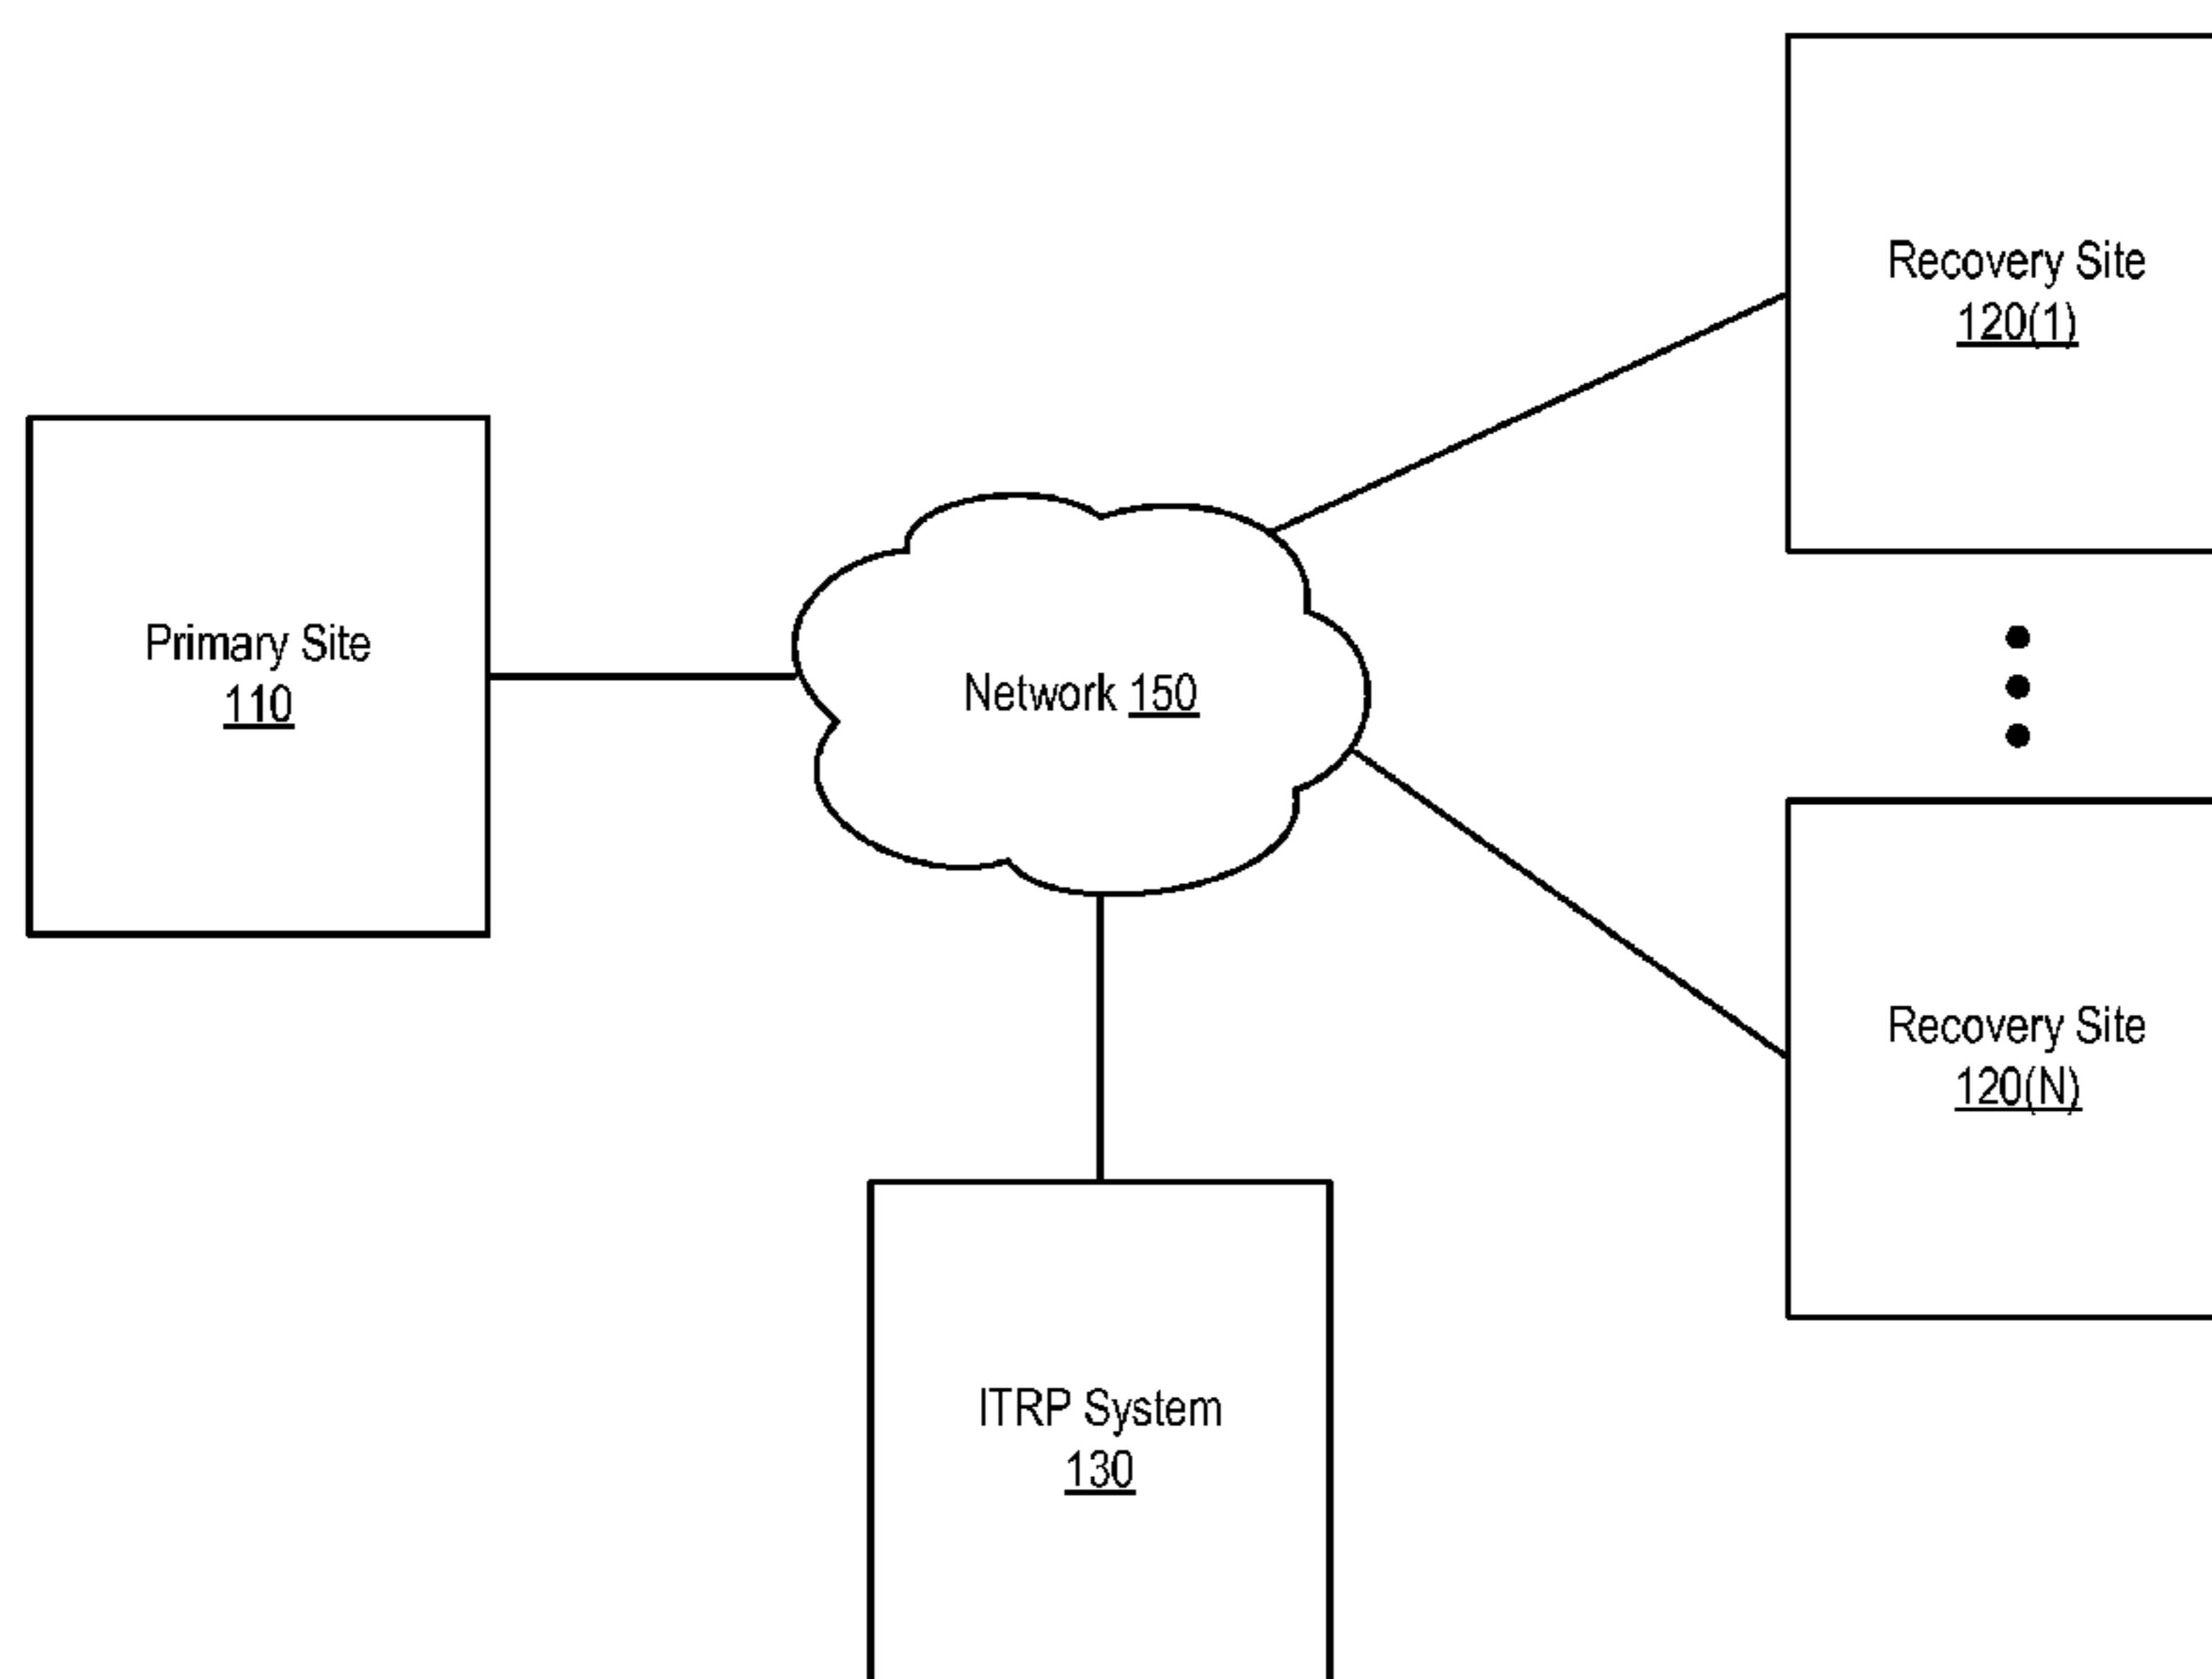 Recovery Site
120(1)
Primary Site
110
Network 150
Recovery Site
120(N)
ITRP System
130